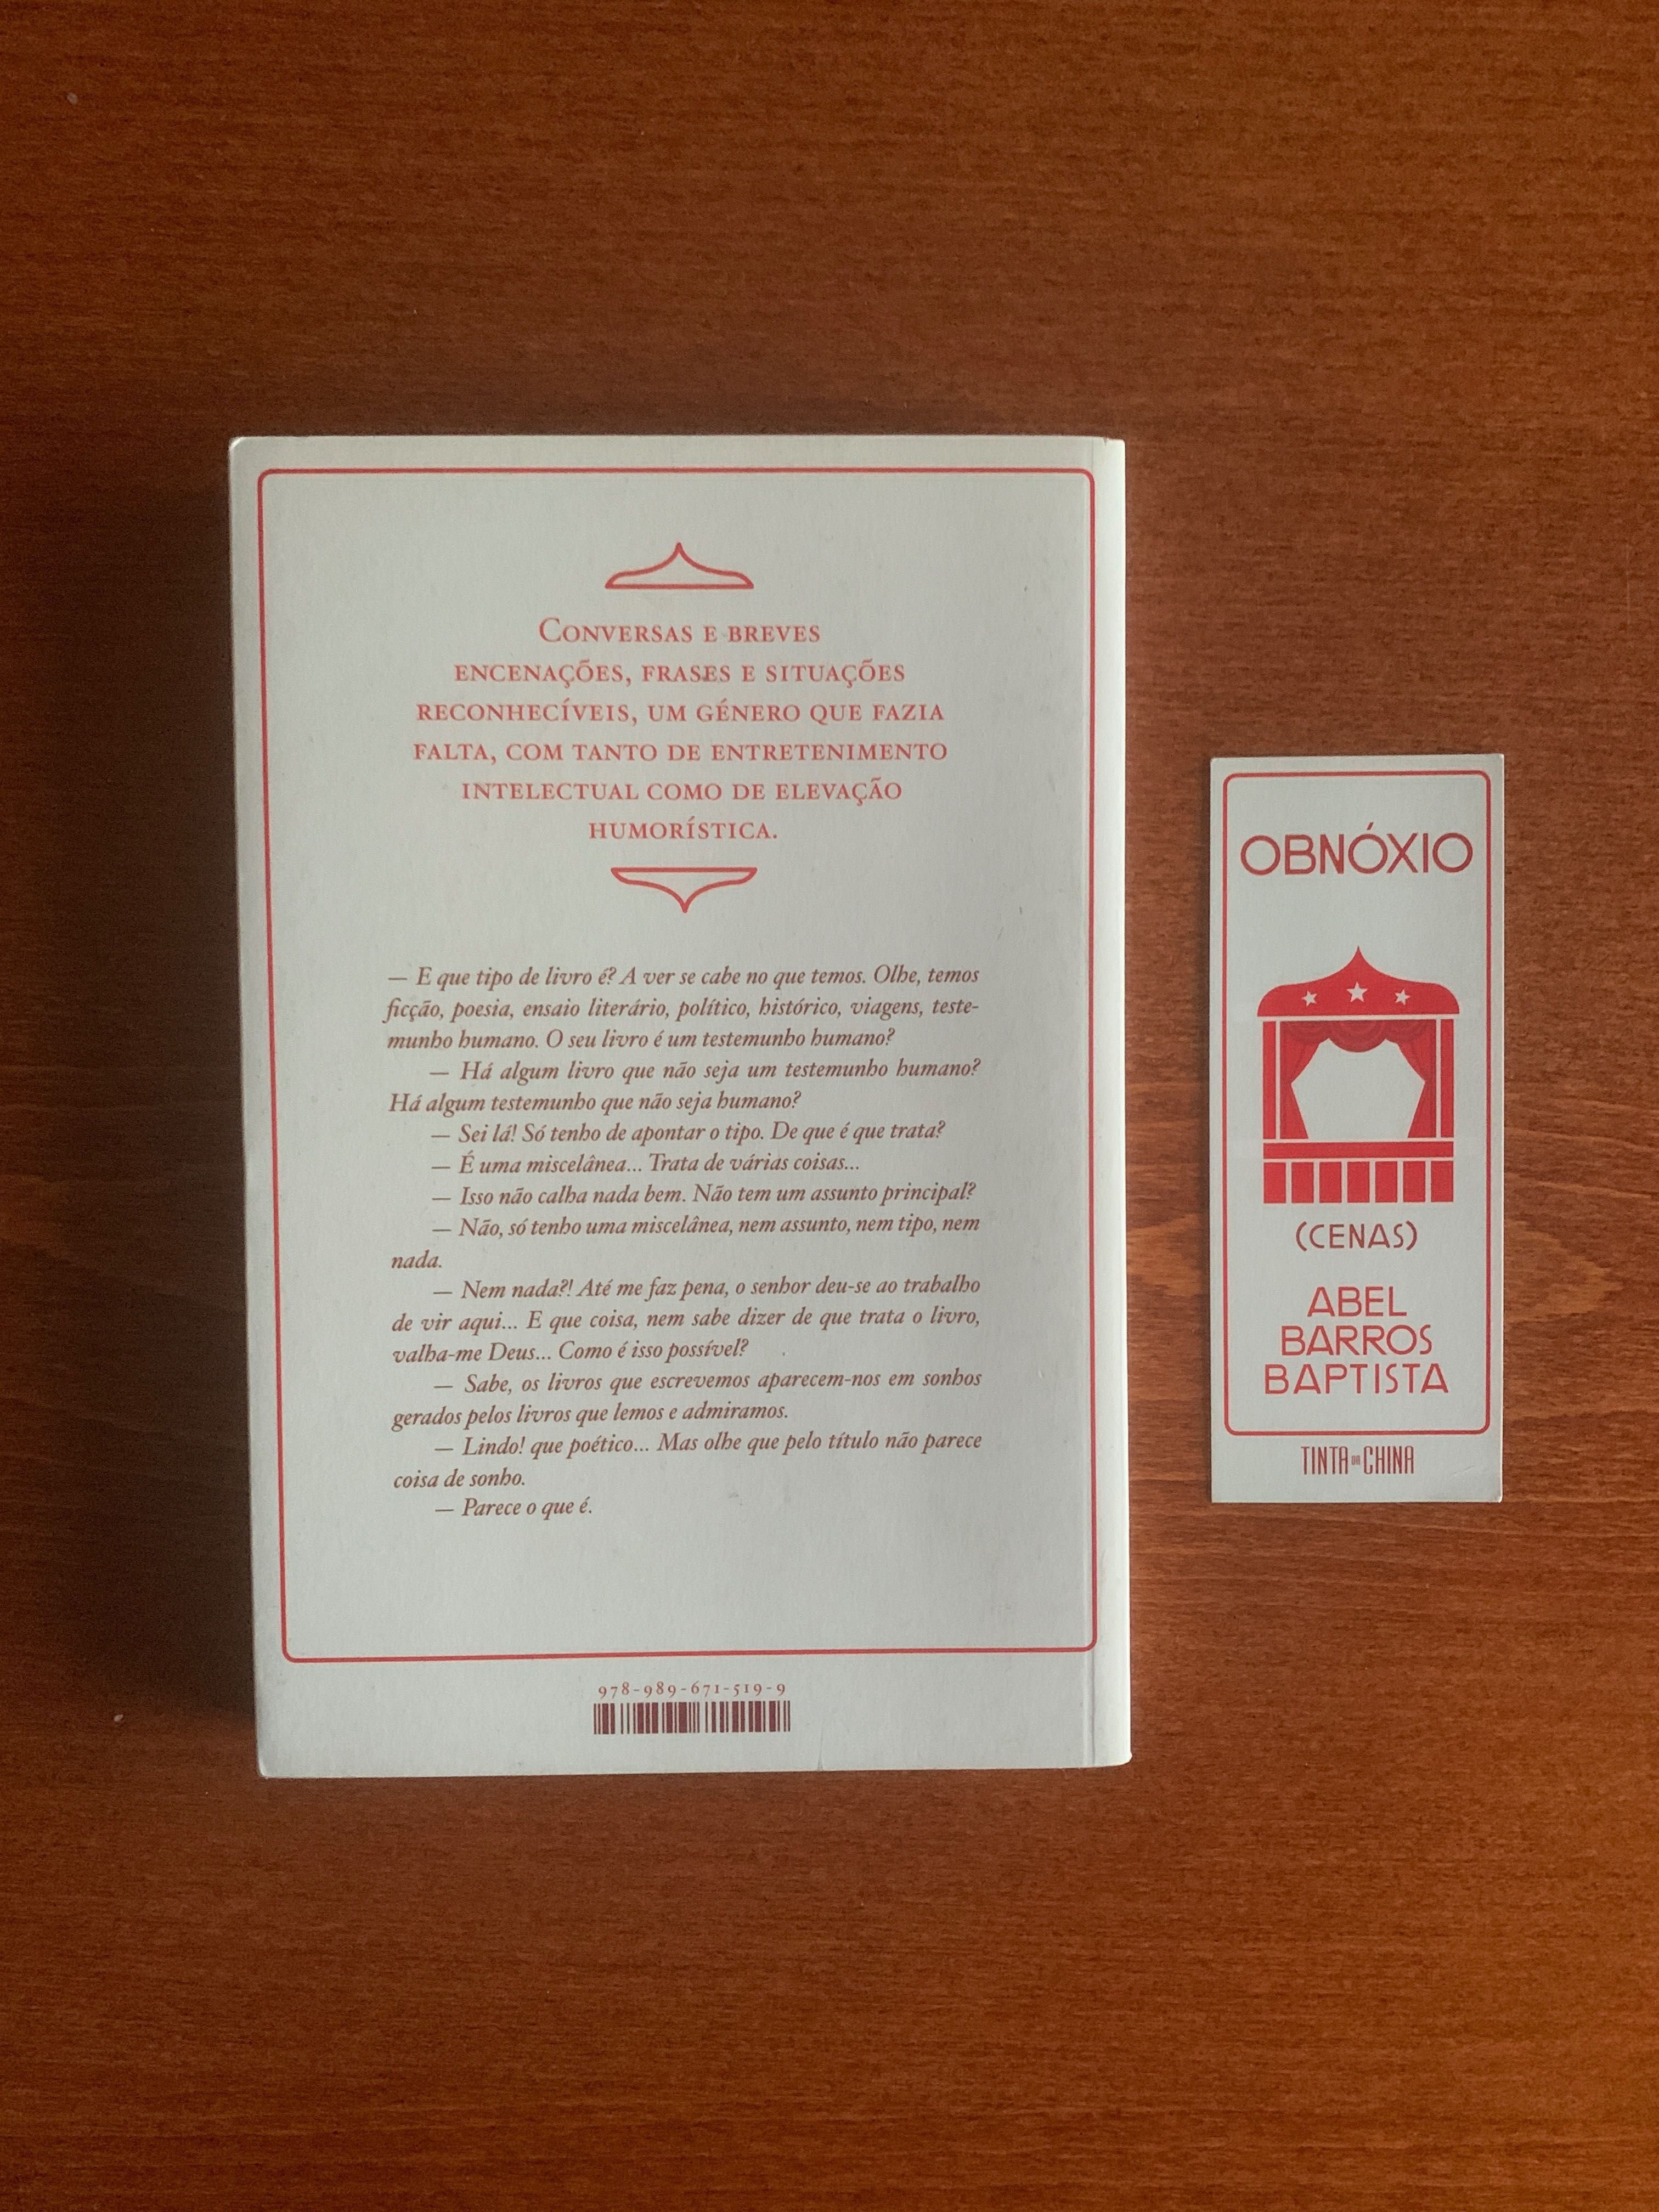 Conversas e breves
encenações, frases e situações
reconhecíveis, um género que fazia
falta, com tanto de entretenimento
intelectual como de elevação
humorística.
— E que tipo de livro é? A ver se cabe no que temos. Olhe, temos
ficção, poesia, ensaio literário, político, histórico, viagens, teste-
munho humano. O seu livro é um testemunho humano?
— Há algum livro que não seja um testemunho humano?
Há algum testemunho que não seja humano?
— Sei lá! Só tenho de apontar o tipo. De que é que trata?
— É uma miscelânea... Trata de várias coisas...
— Isso não calha nada bem. Não tem um assunto principal?
— Não, só tenho uma miscelânea, nem assunto, nem tipo, nem
nada.
— Nem nada?! Até me faz pena, o senhor deu-se ao trabalho
de vir aqui... E que coisa, nem sabe dizer de que trata o livro,
valha-me Deus... Como é isso possível?
— Sabe, os livros que escrevemos aparecem-nos em sonhos
gerados pelos livros que lemos e admiramos.
— Lindo! que poético... Mas olhe que pelo título não parece
coisa de sonho.
— Parece o que é.
978-989-671-519-9
OBNÓXIO
(CENAS)
ABEL
BARROS
BAPTISTA
TINTA DA CHINA